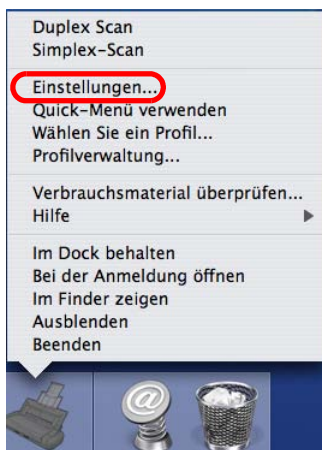 Duplex Scan
Simplex-Scan
Einstellungen...
Quick-Menü verwenden
Wählen Sie ein Profil...
Profilverwaltung...
Verbrauchsmaterial überprüfen...
Hilfe
Im Dock behalten
Bei der Anmeldung öffnen
Im Finder zeigen
Ausblenden
Beenden
@